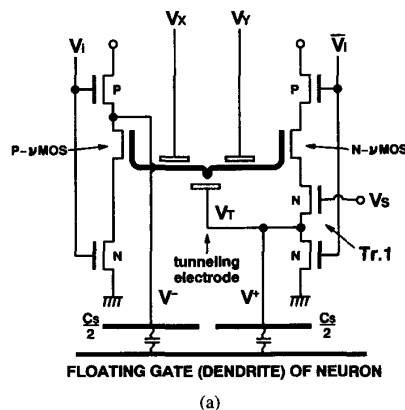 Vx VY
Vi V̅i
P P
P-νMOS N-νMOS
N VS
VT
N N Tr.1
tunneling
electrode
V⁻ V⁺
Cs/2 Cs/2
FLOATING GATE (DENDRITE) OF NEURON
(a)